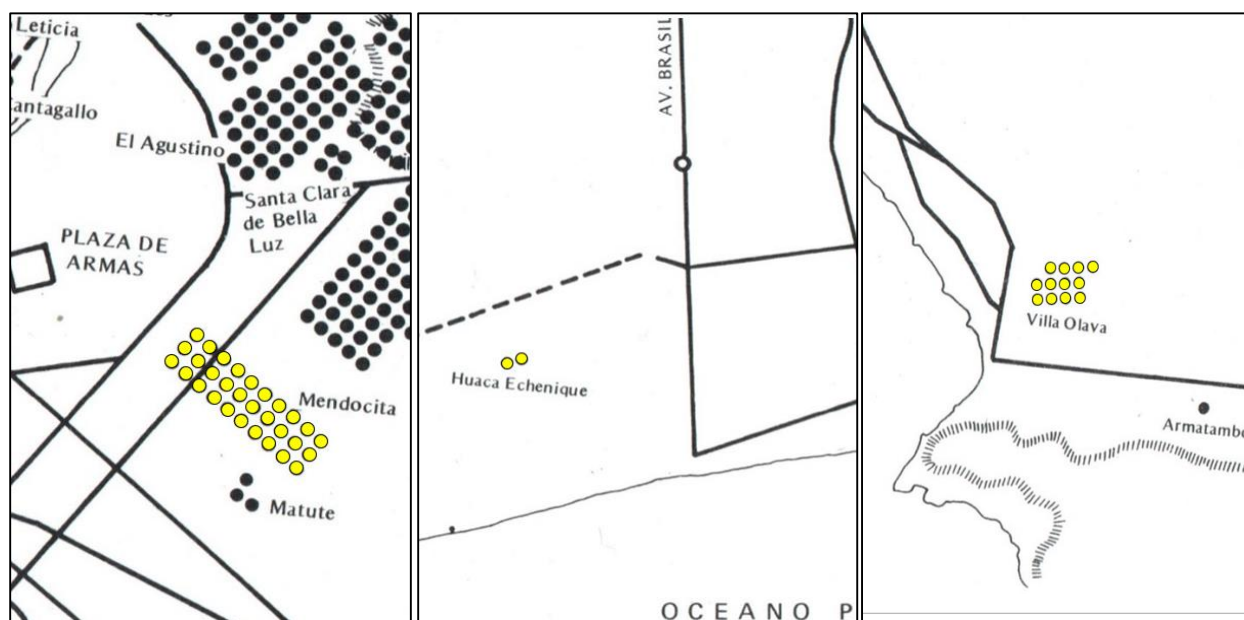 Leticia
antagallo
El Agustino
Santa Clara
de Bella
Luz
PLAZA DE
ARMAS
Mendocita
Matute
AV. BRASIL
Huaca Echenique
OCEANO P
Villa Olava
Armatambo